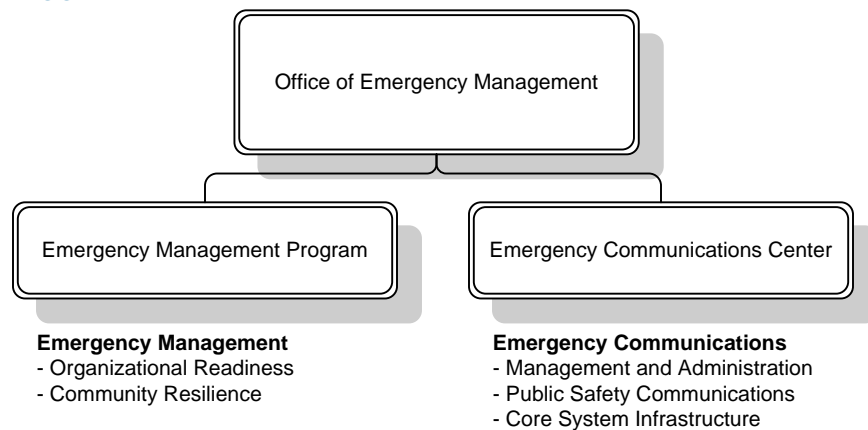 Office of Emergency Management
Emergency Management Program
Emergency Communications Center
Emergency Management
- Organizational Readiness
- Community Resilience
Emergency Communications
- Management and Administration
- Public Safety Communications
- Core System Infrastructure